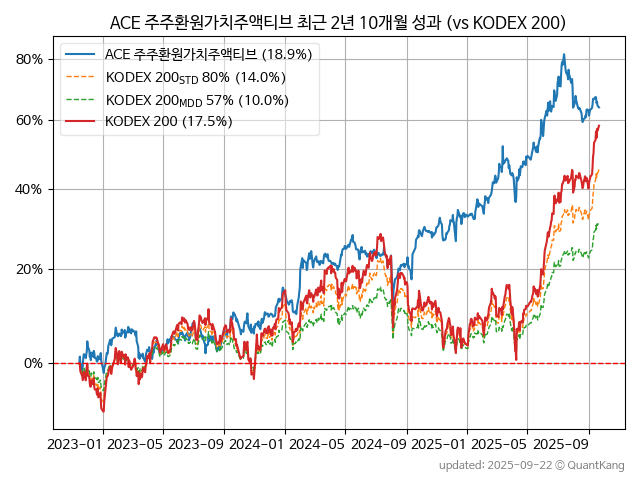 ACE 주주환원가치주액티브 최근 2년 10개월 성과 (vs KODEX 200)
ACE 주주환원가치주액티브 (18.9%)
KODEX 200STD 80% (14.0%)
KODEX 200MDD 57% (10.0%)
KODEX 200 (17.5%)
80%
60%
40%
20%
0%
2023-01 2023-05 2023-09 2024-01 2024-05 2024-09 2025-01 2025-05 2025-09
updated: 2025-09-22 © QuantKang